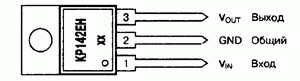 3 VOUT Выход
КР142ЕН
XX
2 GND Общий
1 VIN Вход